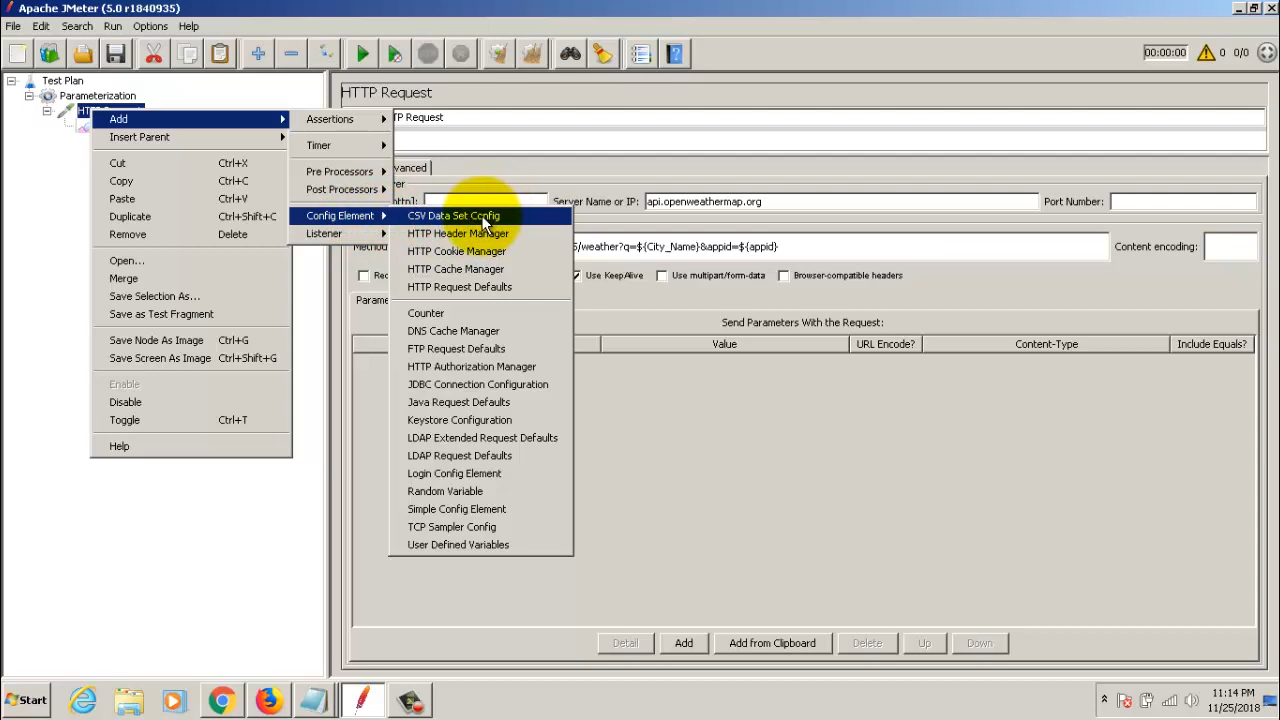 Apache JMeter (5.0 r1840935)
File Edit Search Run Options Help
00:00:00 0 0/0
Test Plan
Parameterization
HTTP Request
Add
Insert Parent
Cut Ctrl+X
Copy Ctrl+C
Paste Ctrl+V
Duplicate Ctrl+Shift+C
Remove Delete
Open...
Merge
Save Selection As...
Save as Test Fragment
Save Node As Image Ctrl+G
Save Screen As Image Ctrl+Shift+G
Enable
Disable
Toggle Ctrl+T
Help
Assertions
Timer
Pre Processors
Post Processors
Config Element
Listener
CSV Data Set Config
HTTP Header Manager
HTTP Cookie Manager
HTTP Cache Manager
HTTP Request Defaults
Counter
DNS Cache Manager
FTP Request Defaults
HTTP Authorization Manager
JDBC Connection Configuration
Java Request Defaults
Keystore Configuration
LDAP Extended Request Defaults
LDAP Request Defaults
Login Config Element
Random Variable
Simple Config Element
TCP Sampler Config
User Defined Variables
HTTP Request
TP Request
vanced
ver
http]: Server Name or IP: api.openweathermap.org Port Number:
Method 5/weather?q=${City_Name}&appid=${appid} Content encoding:
Rec Use KeepAlive Use multipart/form-data Browser-compatible headers
Parame
Send Parameters With the Request:
Value URL Encode? Content-Type Include Equals?
Detail Add Add from Clipboard Delete Up Down
Start
11:14 PM
11/25/2018